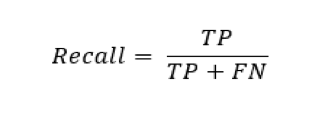 Recall = TP / TP + FN